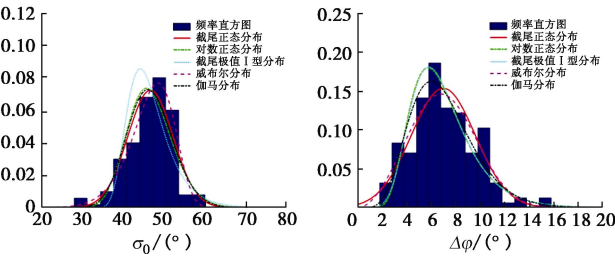 0.12
0.10
0.08
0.06
0.04
0.02
0
20 30 40 50 60 70 80
σ₀/(°)
频率直方图
截尾正态分布
对数正态分布
截尾极值Ⅰ型分布
威布尔分布
伽马分布
0.25
0.20
0.15
0.10
0.05
0 2 4 6 8 10 12 14 16 18 20
Δφ/(°)
频率直方图
截尾正态分布
对数正态分布
截尾极值Ⅰ型分布
威布尔分布
伽马分布